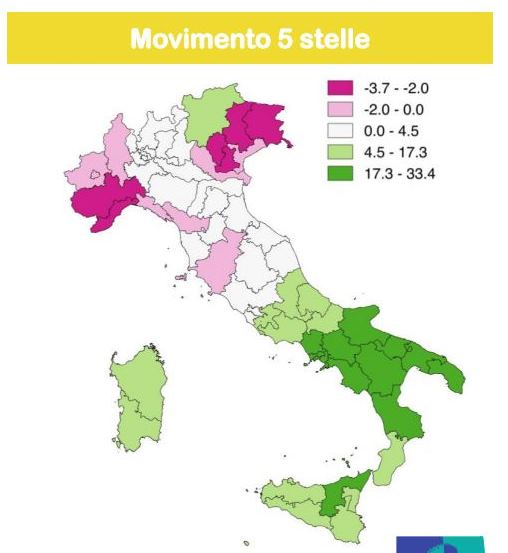 Movimento 5 stelle
-3.7 - -2.0
-2.0 - 0.0
0.0 - 4.5
4.5 - 17.3
17.3 - 33.4